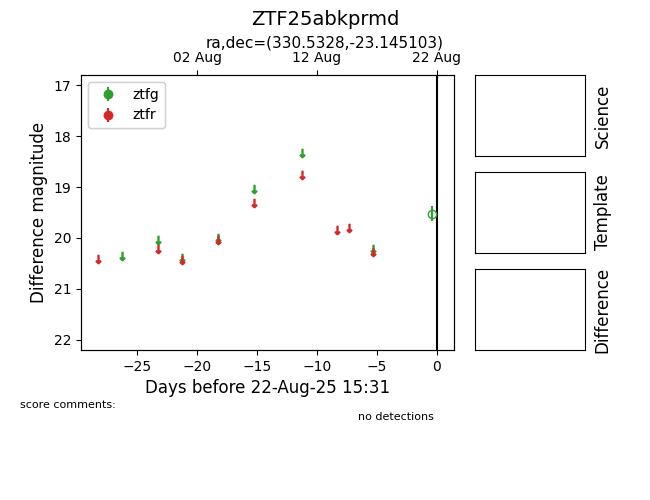 ZTF25abkprmd
ra,dec=(330.5328,-23.145103)
02 Aug 12 Aug 22 Aug
ztfg
ztfr
17
18
19
20
21
22
Difference magnitude
−25 −20 −15 −10 −5 0
Days before 22-Aug-25 15:31
Science
Template
Difference
score comments:
no detections